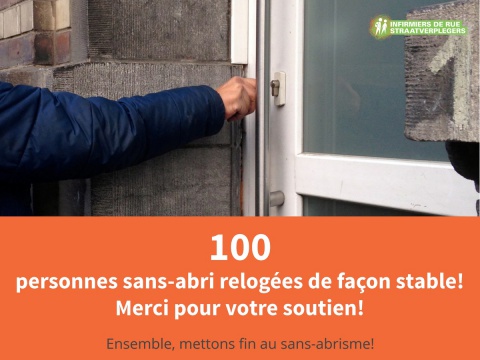 INFIRMIERS DE RUE
STRAATVERPLEGERS
1
100
personnes sans-abri relogées de façon stable!
Merci pour votre soutien!
Ensemble, mettons fin au sans-abrisme!